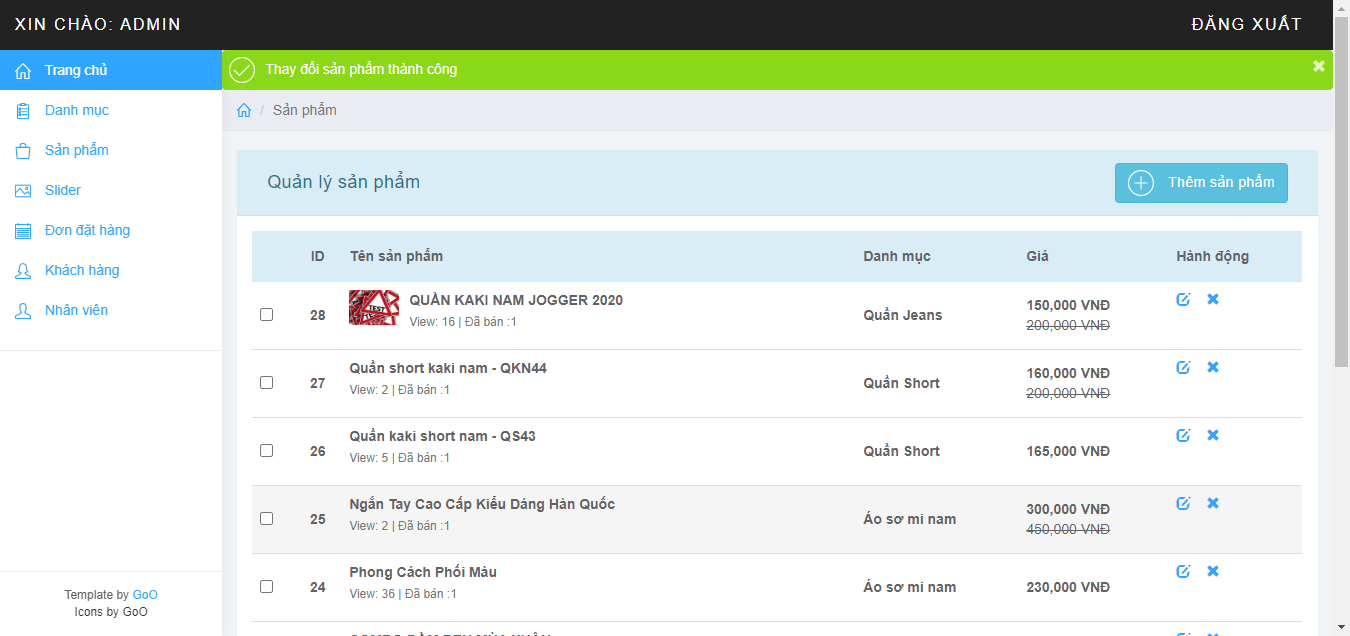 XIN CHÀO: ADMIN
ĐĂNG XUẤT
Trang chủ
Danh mục
Sản phẩm
Slider
Đơn đặt hàng
Khách hàng
Nhân viên
Template by GoO
Icons by GoO
Thay đổi sản phẩm thành công
/ Sản phẩm
Quản lý sản phẩm
Thêm sản phẩm
ID Tên sản phẩm Danh mục Giá Hành động
28 QUẦN KAKI NAM JOGGER 2020 Quần Jeans 150,000 VNĐ
View: 16 | Đã bán :1 200,000 VNĐ
27 Quần short kaki nam - QKN44 Quần Short 160,000 VNĐ
View: 2 | Đã bán :1 200,000 VNĐ
26 Quần kaki short nam - QS43 Quần Short 165,000 VNĐ
View: 5 | Đã bán :1
25 Ngắn Tay Cao Cấp Kiểu Dáng Hàn Quốc Áo sơ mi nam 300,000 VNĐ
View: 2 | Đã bán :1 450,000 VNĐ
24 Phong Cách Phối Màu Áo sơ mi nam 230,000 VNĐ
View: 36 | Đã bán :1